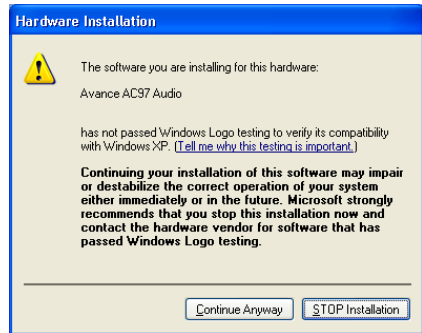 Hardware Installation
The software you are installing for this hardware:
Avance AC97 Audio
has not passed Windows Logo testing to verify its compatibility
with Windows XP. (Tell me why this testing is important.)
Continuing your installation of this software may impair
or destabilize the correct operation of your system
either immediately or in the future. Microsoft strongly
recommends that you stop this installation now and
contact the hardware vendor for software that has
passed Windows Logo testing.
Continue Anyway STOP Installation